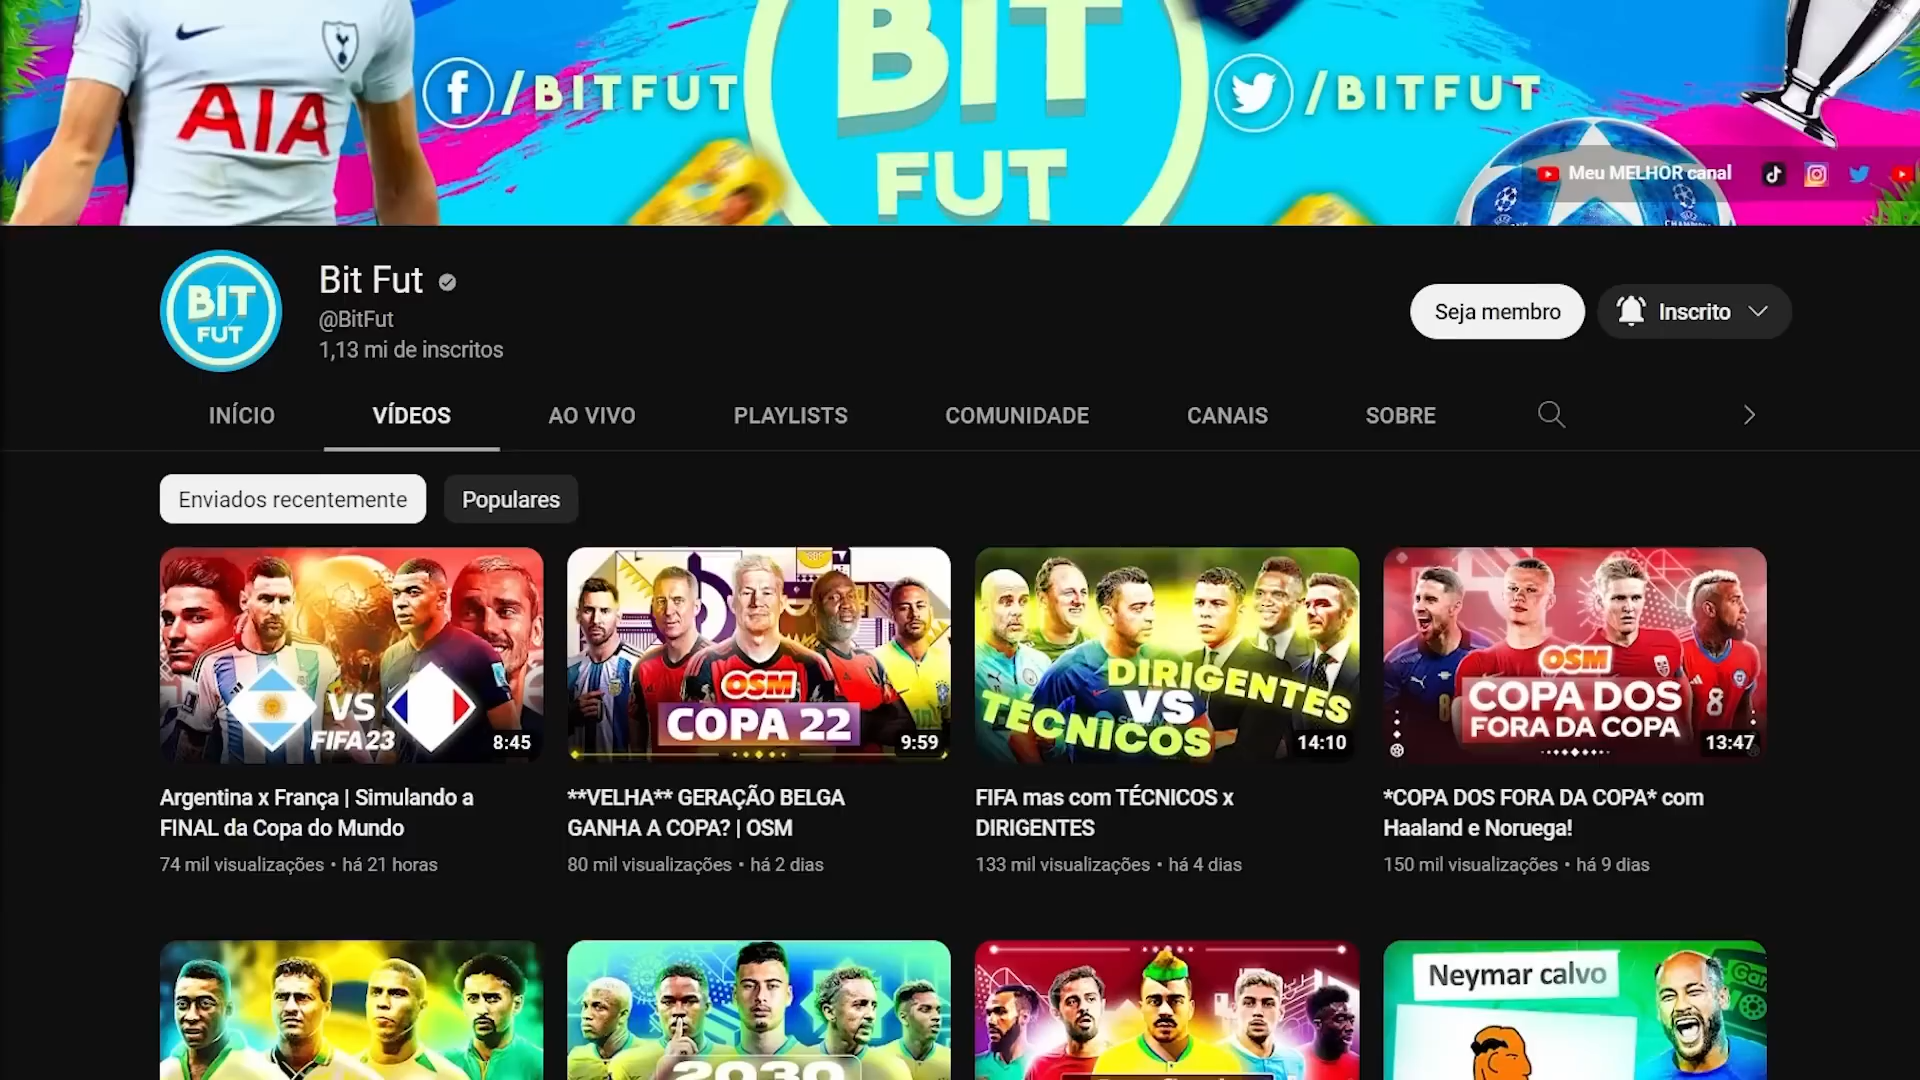 AIA
/BITFUT
BIT
FUT
/BITFUT
Meu MELHOR canal
BIT
FUT
Bit Fut
@BitFut
1,13 mi de inscritos
Seja membro
Inscrito
INÍCIO
VÍDEOS
AO VIVO
PLAYLISTS
COMUNIDADE
CANAIS
SOBRE
Enviados recentemente
Populares
VS
FIFA23
8:45
OSM
COPA 22
9:59
DIRIGENTES
VS
TÉCNICOS
14:10
OSM
COPA DOS
FORA DA COPA
8
13:47
Argentina x França | Simulando a
FINAL da Copa do Mundo
74 mil visualizações • há 21 horas
**VELHA** GERAÇÃO BELGA
GANHA A COPA? | OSM
80 mil visualizações • há 2 dias
FIFA mas com TÉCNICOS x
DIRIGENTES
133 mil visualizações • há 4 dias
*COPA DOS FORA DA COPA* com
Haaland e Noruega!
150 mil visualizações • há 9 dias
2030
Neymar calvo